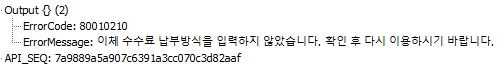 Output {} (2)
ErrorCode: 80010210
ErrorMessage: 이체 수수료 납부방식을 입력하지 않았습니다. 확인 후 다시 이용하시기 바랍니다.
API_SEQ: 7a9889a5a907c6391a3cc070c3d82aaf